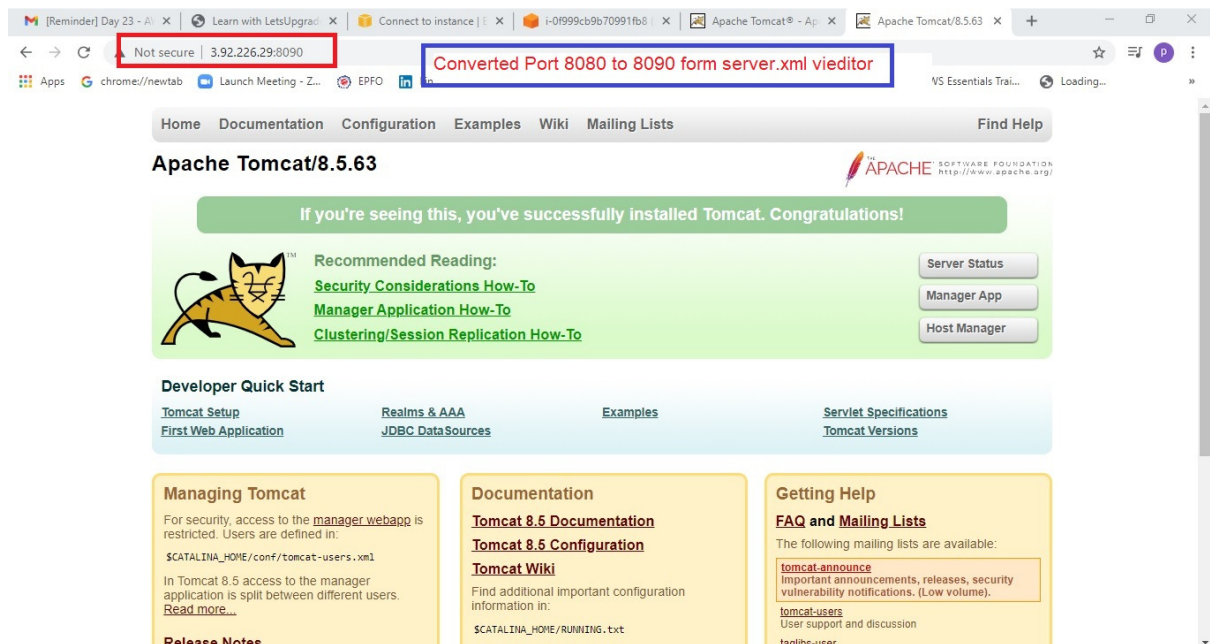 [Reminder] Day 23 - A
Learn with LetsUpgrad
Connect to instance | E
i-0f999cb9b70991fb8 |
Apache Tomcat® - Ap
Apache Tomcat/8.5.63
Not secure | 3.92.226.29:8090
Converted Port 8080 to 8090 form server.xml vieditor
Apps
chrome://newtab
Launch Meeting - Z...
EPFO
WS Essentials Trai...
Loading...
Home Documentation Configuration Examples Wiki Mailing Lists Find Help
Apache Tomcat/8.5.63
THE
APACHE
SOFTWARE FOUNDATION
http://www.apache.org/
If you're seeing this, you've successfully installed Tomcat. Congratulations!
TM
Recommended Reading:
Security Considerations How-To
Manager Application How-To
Clustering/Session Replication How-To
Server Status
Manager App
Host Manager
Developer Quick Start
Tomcat Setup
First Web Application
Realms & AAA
JDBC DataSources
Examples
Servlet Specifications
Tomcat Versions
Managing Tomcat
For security, access to the manager webapp is
restricted. Users are defined in:
$CATALINA_HOME/conf/tomcat-users.xml
In Tomcat 8.5 access to the manager
application is split between different users.
Read more...
Release Notes
Documentation
Tomcat 8.5 Documentation
Tomcat 8.5 Configuration
Tomcat Wiki
Find additional important configuration
information in:
$CATALINA_HOME/RUNNING.txt
Getting Help
FAQ and Mailing Lists
The following mailing lists are available:
tomcat-announce
Important announcements, releases, security
vulnerability notifications. (Low volume).
tomcat-users
User support and discussion
taglibs-user